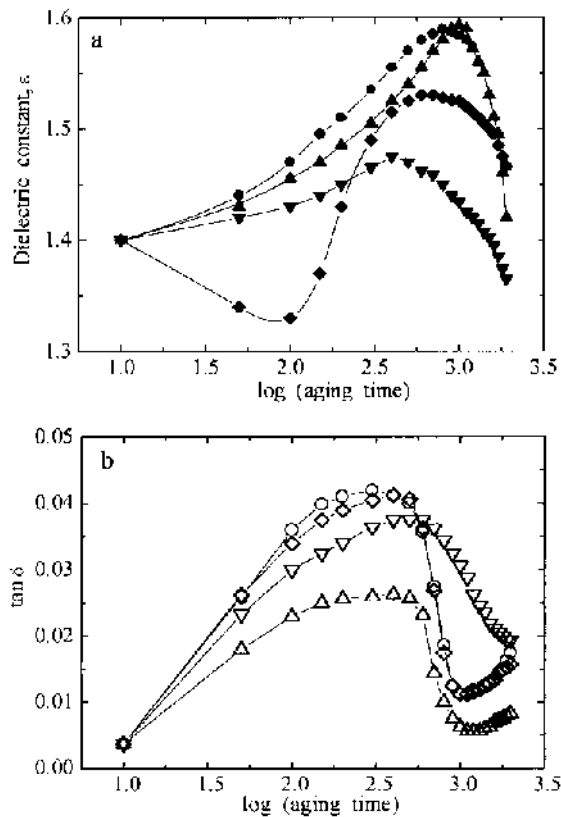 a
1.6
1.5
1.4
1.3
Dielectric constant, ε
1.0 1.5 2.0 2.5 3.0 3.5
log (aging time)
b
0.05
0.04
0.03
0.02
0.01
0.00
tan δ
1.0 1.5 2.0 2.5 3.0 3.5
log (aging time)